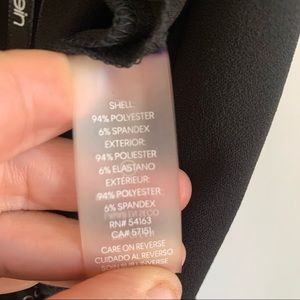 SHELL:
94% POLYESTER
6% SPANDEX
EXTERIOR:
94% POLIESTER
6% ELASTANO
EXTÉRIEUR:
94% POLYESTER
6% SPANDEX
RN# 54163
CA# 57151
CARE ON REVERSE
CUIDADO AL REVERSO